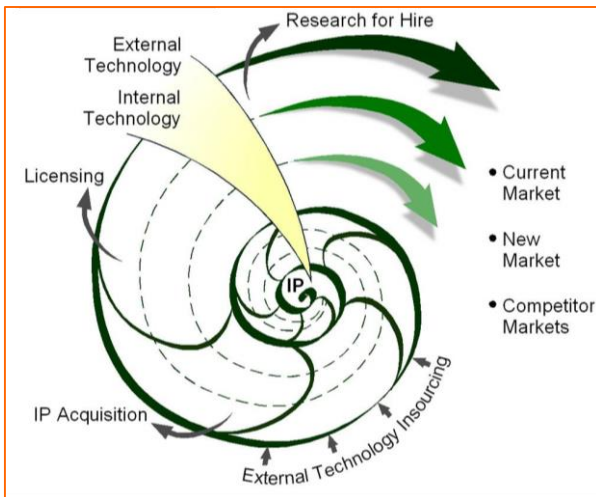 Research for Hire
External
Technology
Internal
Technology
Licensing
• Current
Market
• New
Market
IP
• Competitor
Markets
IP Acquisition
External Technology Insourcing